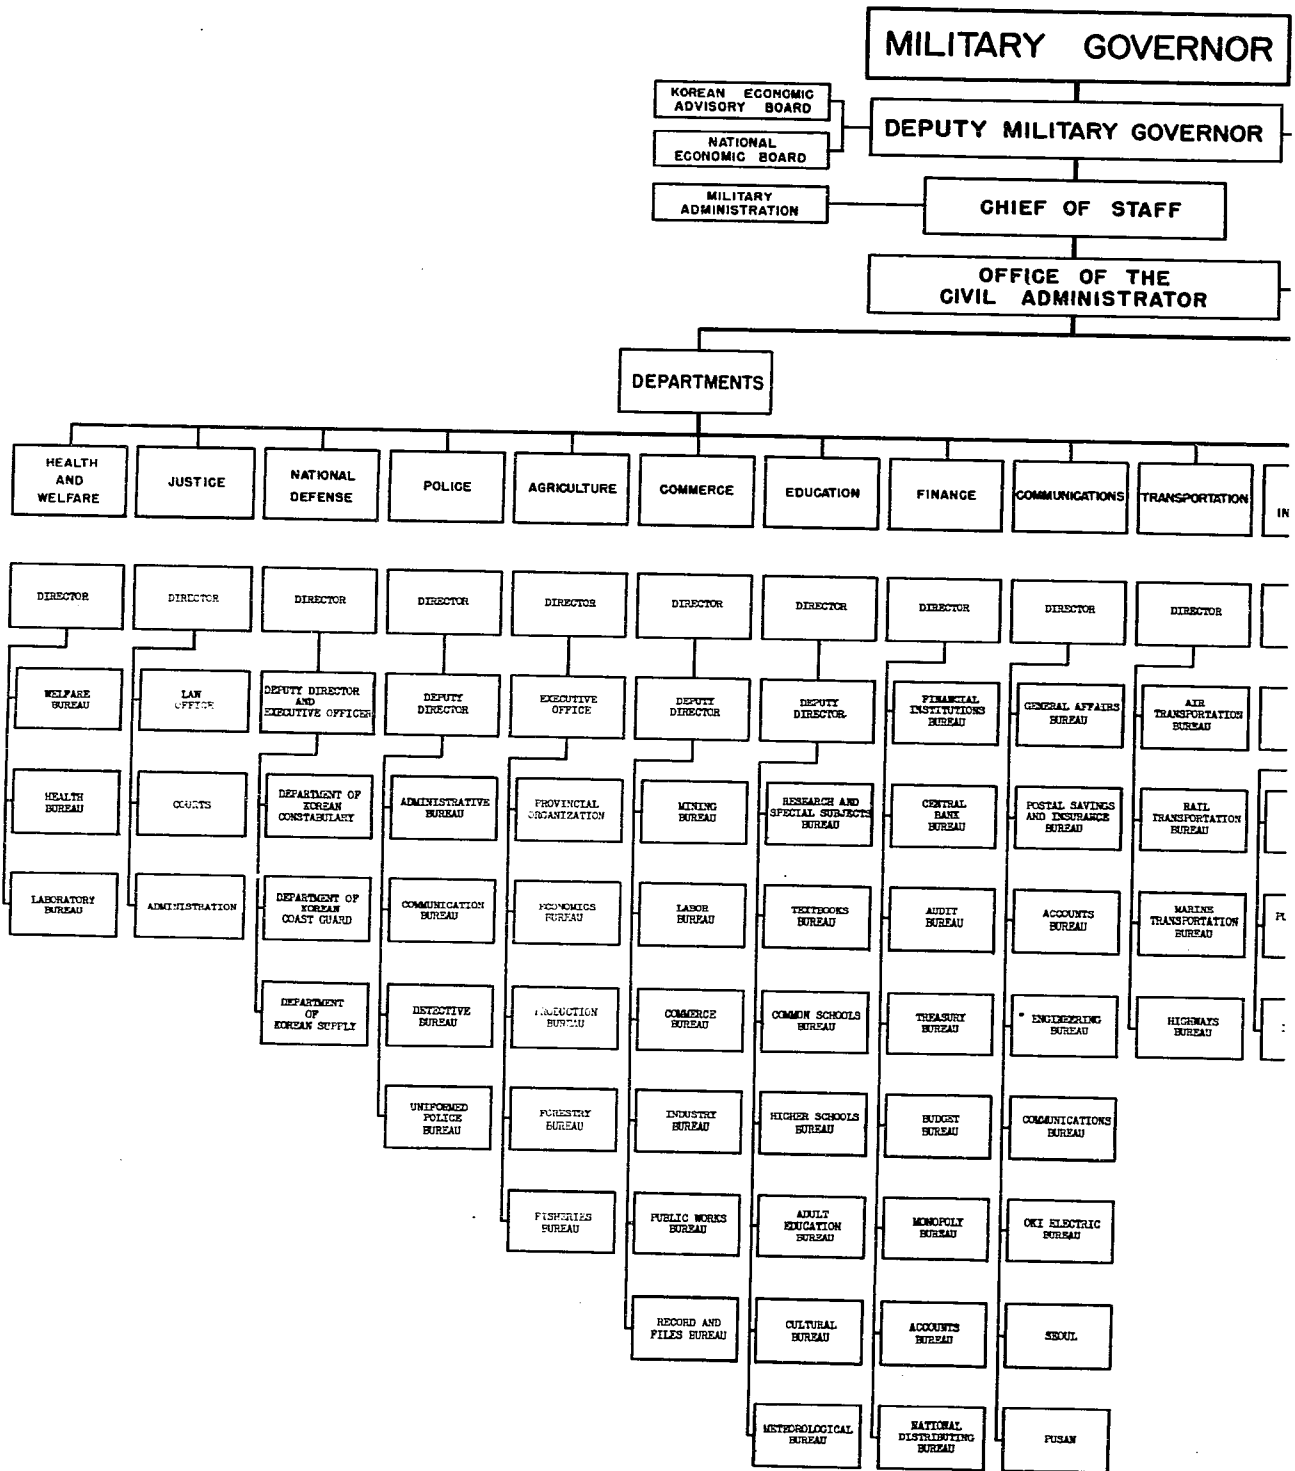 MILITARY GOVERNOR
KOREAN ECONOMIC
ADVISORY BOARD
DEPUTY MILITARY GOVERNOR
NATIONAL
ECONOMIC BOARD
MILITARY
ADMINISTRATION
CHIEF OF STAFF
OFFICE OF THE
CIVIL ADMINISTRATOR
DEPARTMENTS
HEALTH
AND
WELFARE
JUSTICE
NATIONAL
DEFENSE
POLICE
AGRICULTURE
COMMERCE
EDUCATION
FINANCE
COMMUNICATIONS
TRANSPORTATION
IN
DIRECTOR
DIRECTOR
DIRECTOR
DIRECTOR
DIRECTOR
DIRECTOR
DIRECTOR
DIRECTOR
DIRECTOR
DIRECTOR
WELFARE
BUREAU
LAW
OFFICE
DEPUTY DIRECTOR
AND
EXECUTIVE OFFICER
DEPUTY
DIRECTOR
EXECUTIVE
OFFICE
DEPUTY
DIRECTOR
DEPUTY
DIRECTOR
FINANCIAL
INSTITUTIONS
BUREAU
GENERAL AFFAIRS
BUREAU
AIR
TRANSPORTATION
BUREAU
HEALTH
BUREAU
COURTS
DEPARTMENT OF
KOREAN
CONSTABULARY
ADMINISTRATIVE
BUREAU
PROVINCIAL
ORGANIZATION
MINING
BUREAU
RESEARCH AND
SPECIAL SUBJECTS
BUREAU
CENTRAL
BANK
BUREAU
POSTAL SAVINGS
AND INSURANCE
BUREAU
RAIL
TRANSPORTATION
BUREAU
LABORATORY
BUREAU
ADMINISTRATION
DEPARTMENT OF
KOREAN
COAST GUARD
COMMUNICATION
BUREAU
ECONOMICS
BUREAU
LABOR
BUREAU
TEXTBOOKS
BUREAU
AUDIT
BUREAU
ACCOUNTS
BUREAU
MARINE
TRANSPORTATION
BUREAU
PU
DEPARTMENT
OF
KOREAN SUPPLY
DETECTIVE
BUREAU
PRODUCTION
BUREAU
COMMERCE
BUREAU
COMMON SCHOOLS
BUREAU
TREASURY
BUREAU
ENGINEERING
BUREAU
HIGHWAYS
BUREAU
UNIFORMED
POLICE
BUREAU
FORESTRY
BUREAU
INDUSTRY
BUREAU
HIGHER SCHOOLS
BUREAU
BUDGET
BUREAU
COMMUNICATIONS
BUREAU
FISHERIES
BUREAU
PUBLIC WORKS
BUREAU
ADULT
EDUCATION
BUREAU
MONOPOLY
BUREAU
OKI ELECTRIC
BUREAU
RECORD AND
FILES BUREAU
CULTURAL
BUREAU
ACCOUNTS
BUREAU
SEOUL
METEOROLOGICAL
BUREAU
NATIONAL
DISTRIBUTING
BUREAU
PUSAN